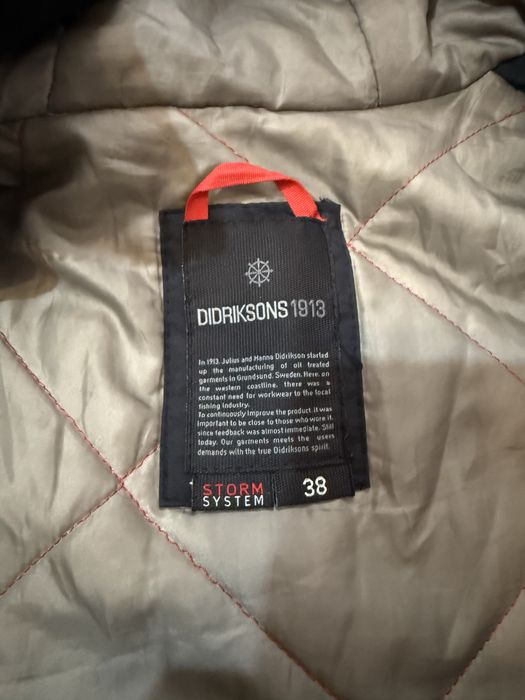 DIDRIKSONS 1913
In 1913. Julius and Hanna Didrikson started
up the manufacturing of oil treated
garments in Grundsund. Sweden. Here. on
the western coastline. there was a
constant need for workwear to the local
fishing industry.
To continously improve the product. it was
important to be close to those who wore it.
since feedback was almost immediate. Still
today. Our garments meets the users
demands with the true Didriksons spirit.
STORM
SYSTEM
38